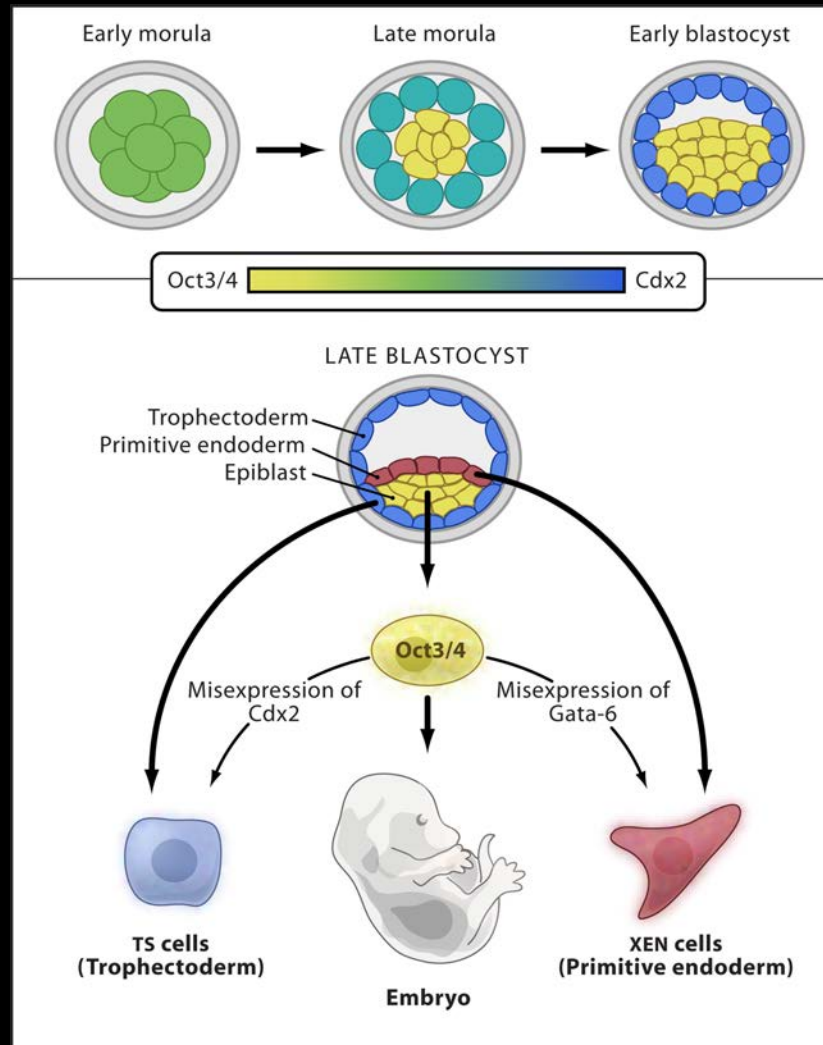 Early morula
Late morula
Early blastocyst
Oct3/4
Cdx2
LATE BLASTOCYST
Trophectoderm
Primitive endoderm
Epiblast
Oct3/4
Misexpression of
Cdx2
Misexpression of
Gata-6
TS cells
(Trophectoderm)
Embryo
XEN cells
(Primitive endoderm)